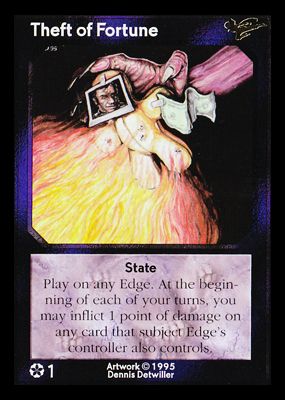 Theft of Fortune
State
Play on any Edge. At the begin-
ning of each of your turns, you
may inflict 1 point of damage on
any card that subject Edge's
controller also controls.
1
Artwork © 1995
Dennis Detwiller